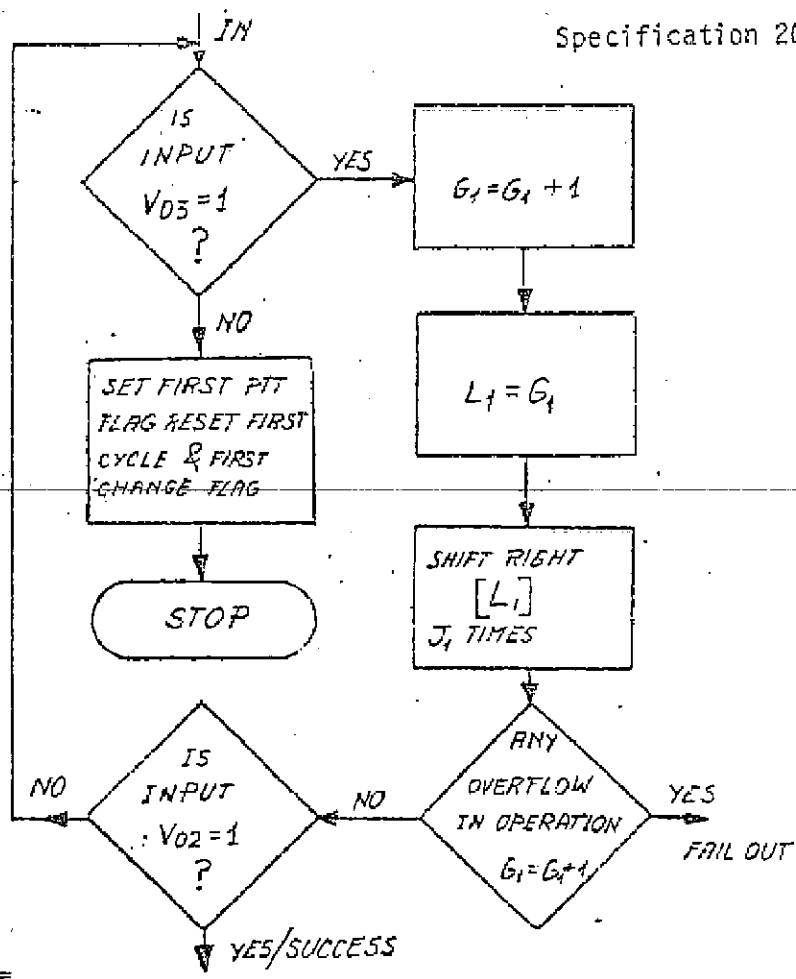 IN
Specification 20
IS
INPUT
V03=1
?
YES
G1=G1+1
NO
L1=G1
SET FIRST PTT
FLAG RESET FIRST
CYCLE & FIRST
CHANGE FLAG
SHIFT RIGHT
[L1]
J1 TIMES
STOP
ANY
OVERFLOW
IN OPERATION
G1=G1+1
YES
FAIL OUT
NO
IS
INPUT
: V02=1
?
NO
YES/SUCCESS
=